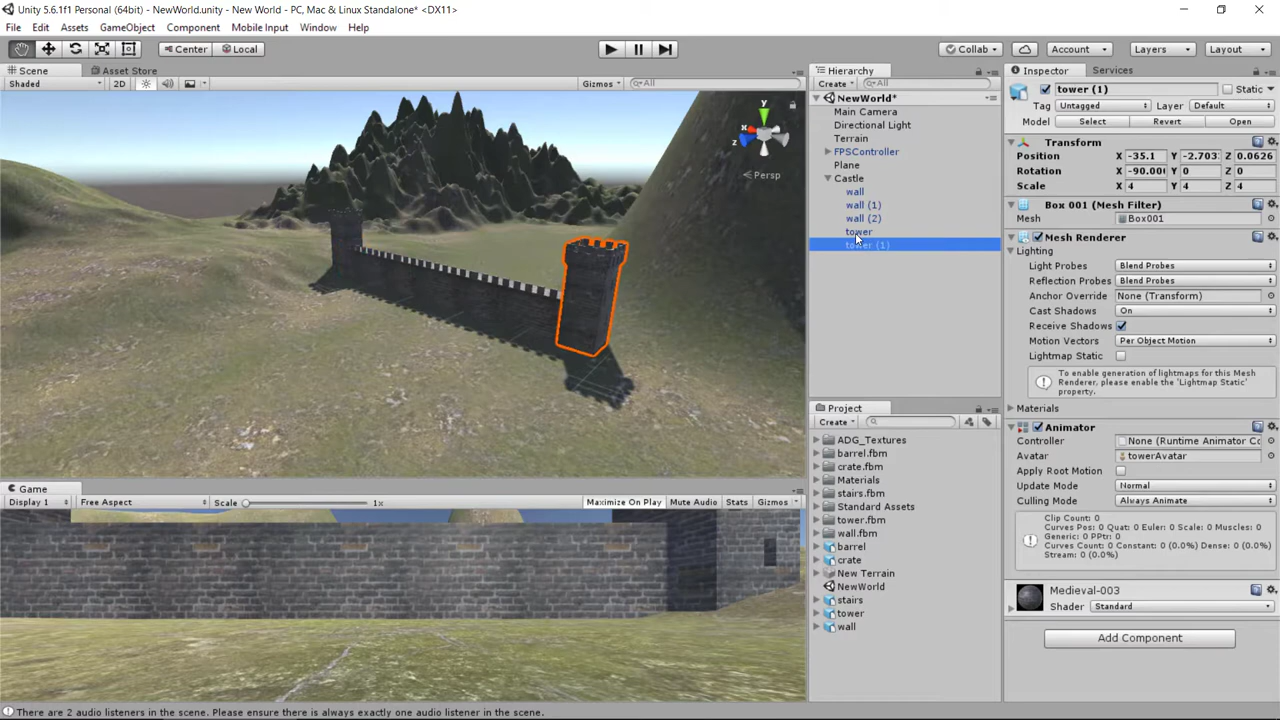 Unity 5.6.1f1 Personal (64bit) - NewWorld.unity - New World - PC, Mac & Linux Standalone* <DX11>
File Edit Assets GameObject Component Mobile Input Window Help
Center Local Collab Account Layers Layout
Scene Asset Store
Shaded 2D Gizmos All
y
x
z
Persp
Game
Display 1 Free Aspect Scale 1x Maximize On Play Mute Audio Stats Gizmos
Hierarchy
Create All
NewWorld*
Main Camera
Directional Light
Terrain
FPSController
Plane
Castle
wall
wall (1)
wall (2)
tower
tower (1)
Project
Create
ADG_Textures
barrel.fbm
crate.fbm
Materials
stairs.fbm
Standard Assets
tower.fbm
wall.fbm
barrel
crate
New Terrain
NewWorld
stairs
tower
wall
Inspector Services
tower (1) Static
Tag Untagged Layer Default
Model Select Revert Open
Transform
Position X -35.1 Y -2.703 Z 0.0626
Rotation X -90.00 Y 0 Z 0
Scale X 4 Y 4 Z 4
Box 001 (Mesh Filter)
Mesh Box001
Mesh Renderer
Lighting
Light Probes Blend Probes
Reflection Probes Blend Probes
Anchor Override None (Transform)
Cast Shadows On
Receive Shadows
Motion Vectors Per Object Motion
Lightmap Static
To enable generation of lightmaps for this Mesh
Renderer, please enable the 'Lightmap Static'
property.
Materials
Animator
Controller None (Runtime Animator Co
Avatar towerAvatar
Apply Root Motion
Update Mode Normal
Culling Mode Always Animate
Clip Count: 0
Curves Pos: 0 Quat: 0 Euler: 0 Scale: 0 Muscles: 0
Generic: 0 PPtr: 0
Curves Count: 0 Constant: 0 (0.0%) Dense: 0 (0.0%)
Stream: 0 (0.0%)
Medieval-003
Shader Standard
Add Component
There are 2 audio listeners in the scene. Please ensure there is always exactly one audio listener in the scene.